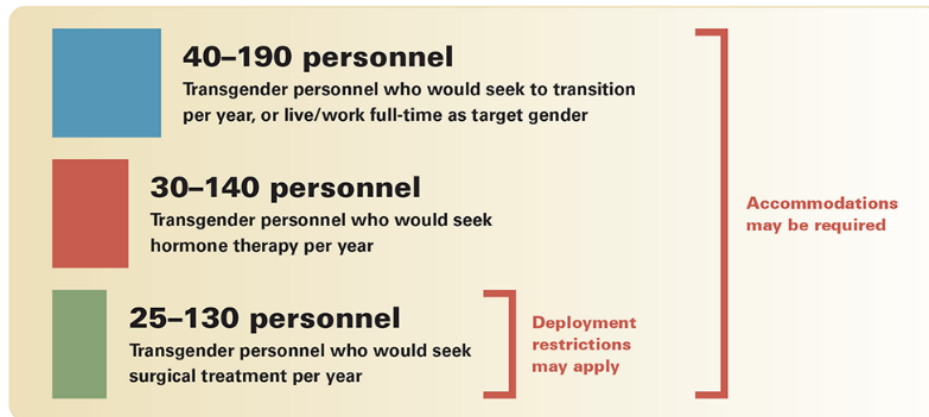 40–190 personnel
Transgender personnel who would seek to transition
per year, or live/work full-time as target gender
30–140 personnel
Transgender personnel who would seek
hormone therapy per year
25–130 personnel
Transgender personnel who would seek
surgical treatment per year
Deployment
restrictions
may apply
Accommodations
may be required